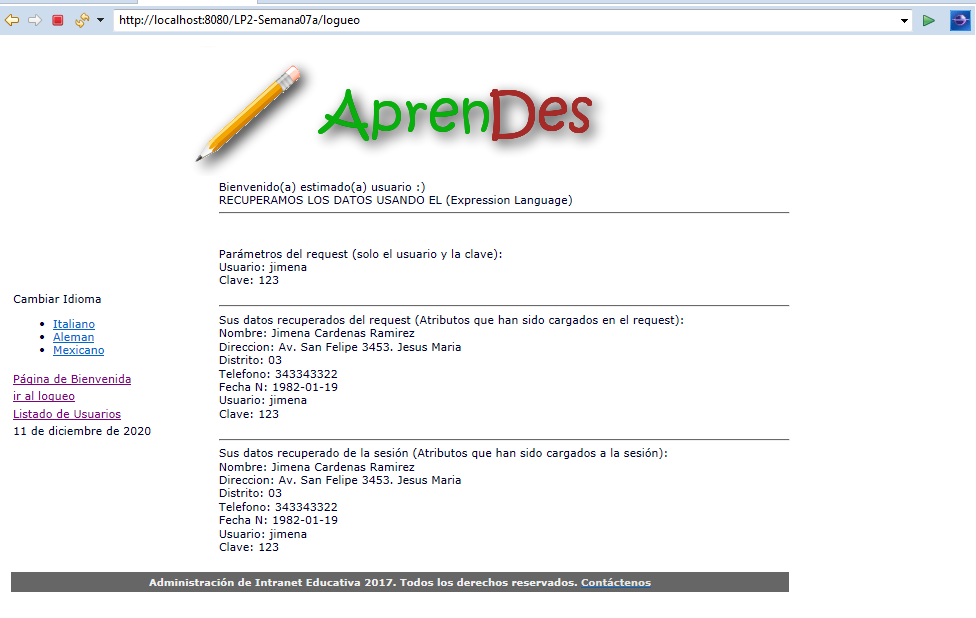 http://localhost:8080/LP2-Semana07a/logueo
AprenDes
Bienvenido(a) estimado(a) usuario :)
RECUPERAMOS LOS DATOS USANDO EL (Expression Language)
Parámetros del request (solo el usuario y la clave):
Usuario: jimena
Clave: 123
Cambiar Idioma
Italiano
Aleman
Mexicano
Página de Bienvenida
ir al loqueo
Listado de Usuarios
11 de diciembre de 2020
Sus datos recuperados del request (Atributos que han sido cargados en el request):
Nombre: Jimena Cardenas Ramirez
Direccion: Av. San Felipe 3453. Jesus Maria
Distrito: 03
Telefono: 343343322
Fecha N: 1982-01-19
Usuario: jimena
Clave: 123
Sus datos recuperado de la sesión (Atributos que han sido cargados a la sesión):
Nombre: Jimena Cardenas Ramirez
Direccion: Av. San Felipe 3453. Jesus Maria
Distrito: 03
Telefono: 343343322
Fecha N: 1982-01-19
Usuario: jimena
Clave: 123
Administración de Intranet Educativa 2017. Todos los derechos reservados. Contáctenos